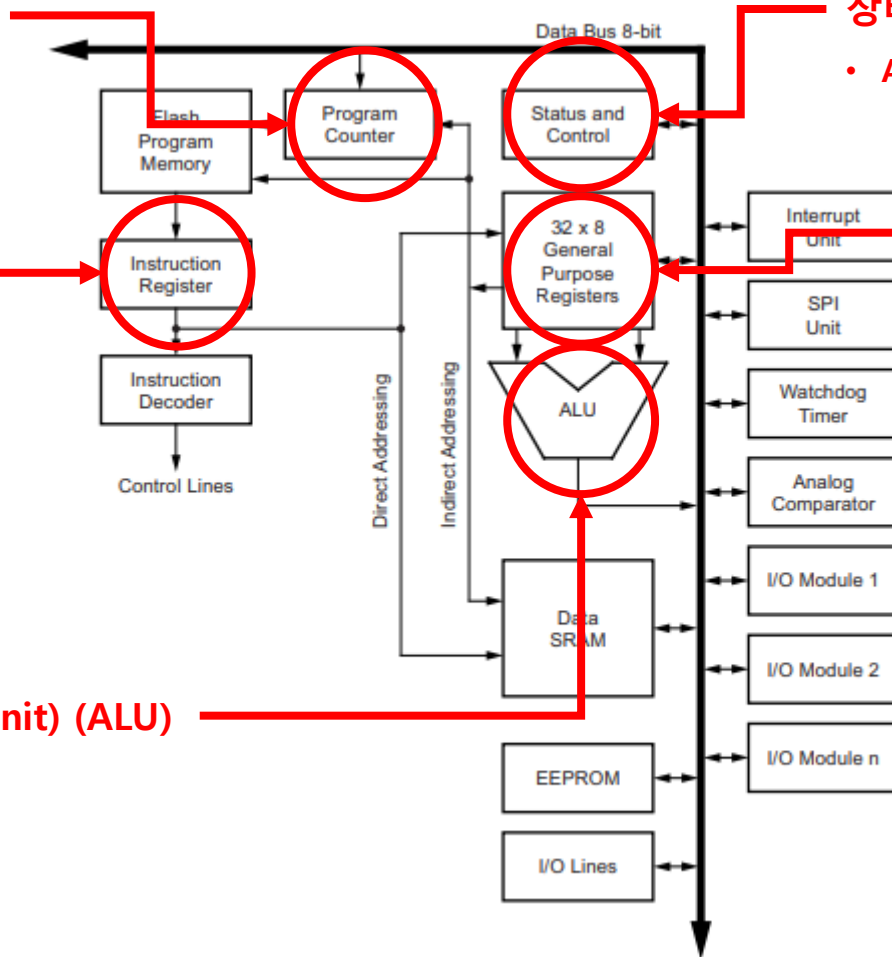 Data Bus 8-bit
Flash
Program
Memory
Program
Counter
Status and
Control
Instruction
Register
32 x 8
General
Purpose
Registers
Interrupt
Unit
SPI
Unit
Instruction
Decoder
ALU
Watchdog
Timer
Control Lines
Direct Addressing
Indirect Addressing
Analog
Comparator
I/O Module 1
Data
SRAM
I/O Module 2
nit) (ALU)
I/O Module n
EEPROM
I/O Lines